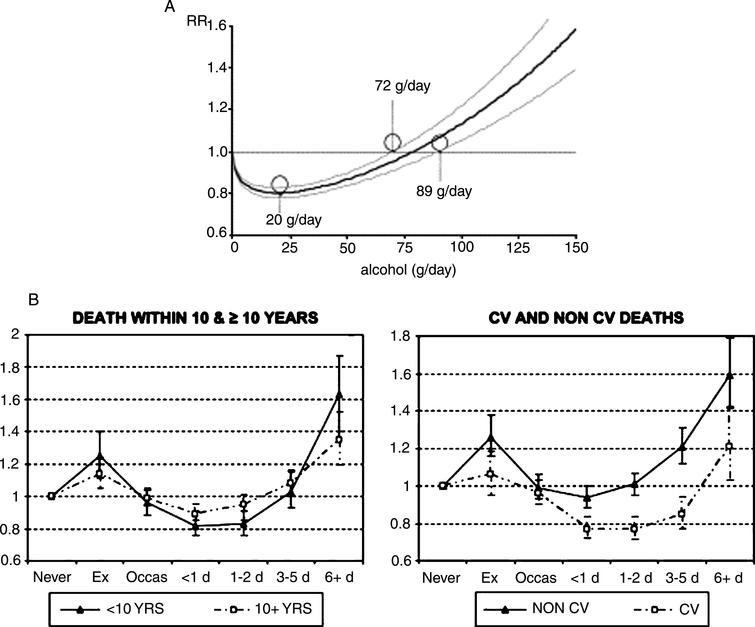 A
RR
1.6
1.4
72 g/day
1.2
1.0
0.8
89 g/day
20 g/day
0.6
0 25 50 75 100 125 150
alcohol (g/day)
B
DEATH WITHIN 10 & ≥ 10 YEARS
2
1.8
1.6
1.4
1.2
1
0.8
0.6
Never Ex Occas <1 d 1-2 d 3-5 d 6+ d
<10 YRS 10+ YRS
CV AND NON CV DEATHS
1.8
1.6
1.4
1.2
1
0.8
0.6
Never Ex Occas <1 d 1-2 d 3-5 d 6+ d
NON CV CV